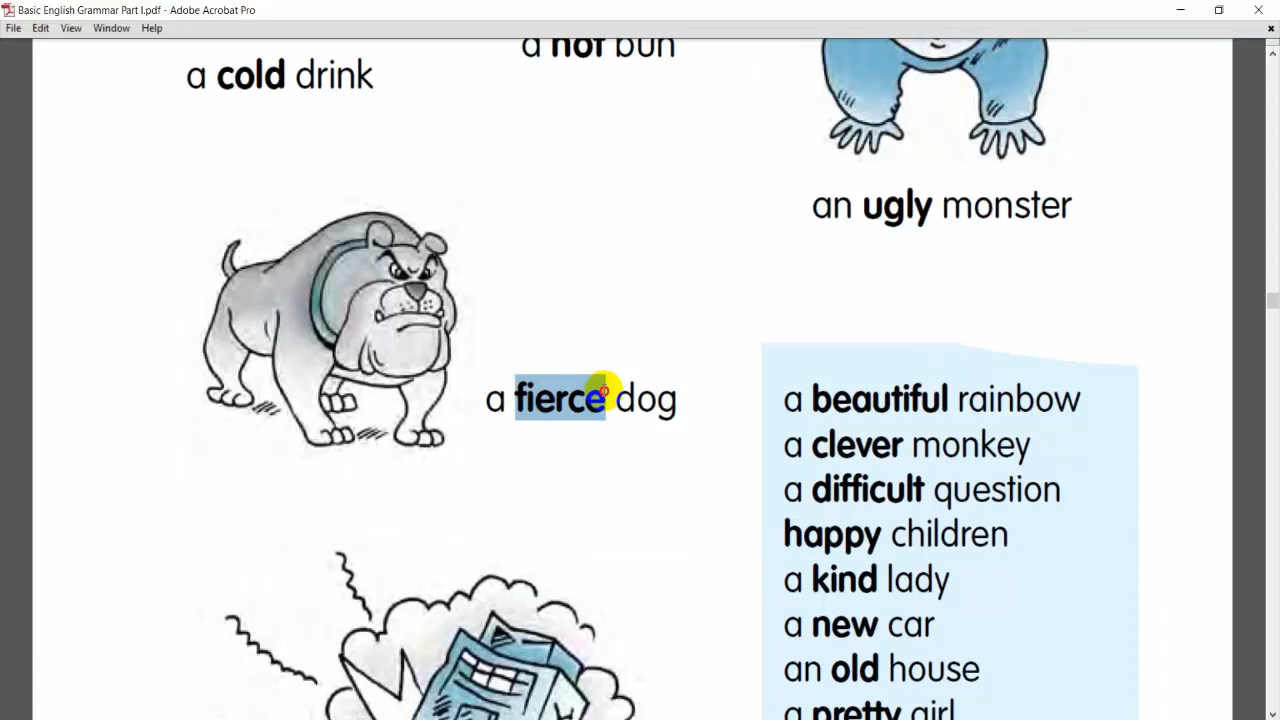 Basic English Grammar Part I.pdf - Adobe Acrobat Pro
File Edit View Window Help
a hot bun
a cold drink
an ugly monster
a fierce dog
a beautiful rainbow
a clever monkey
a difficult question
happy children
a kind lady
a new car
an old house
a pretty girl